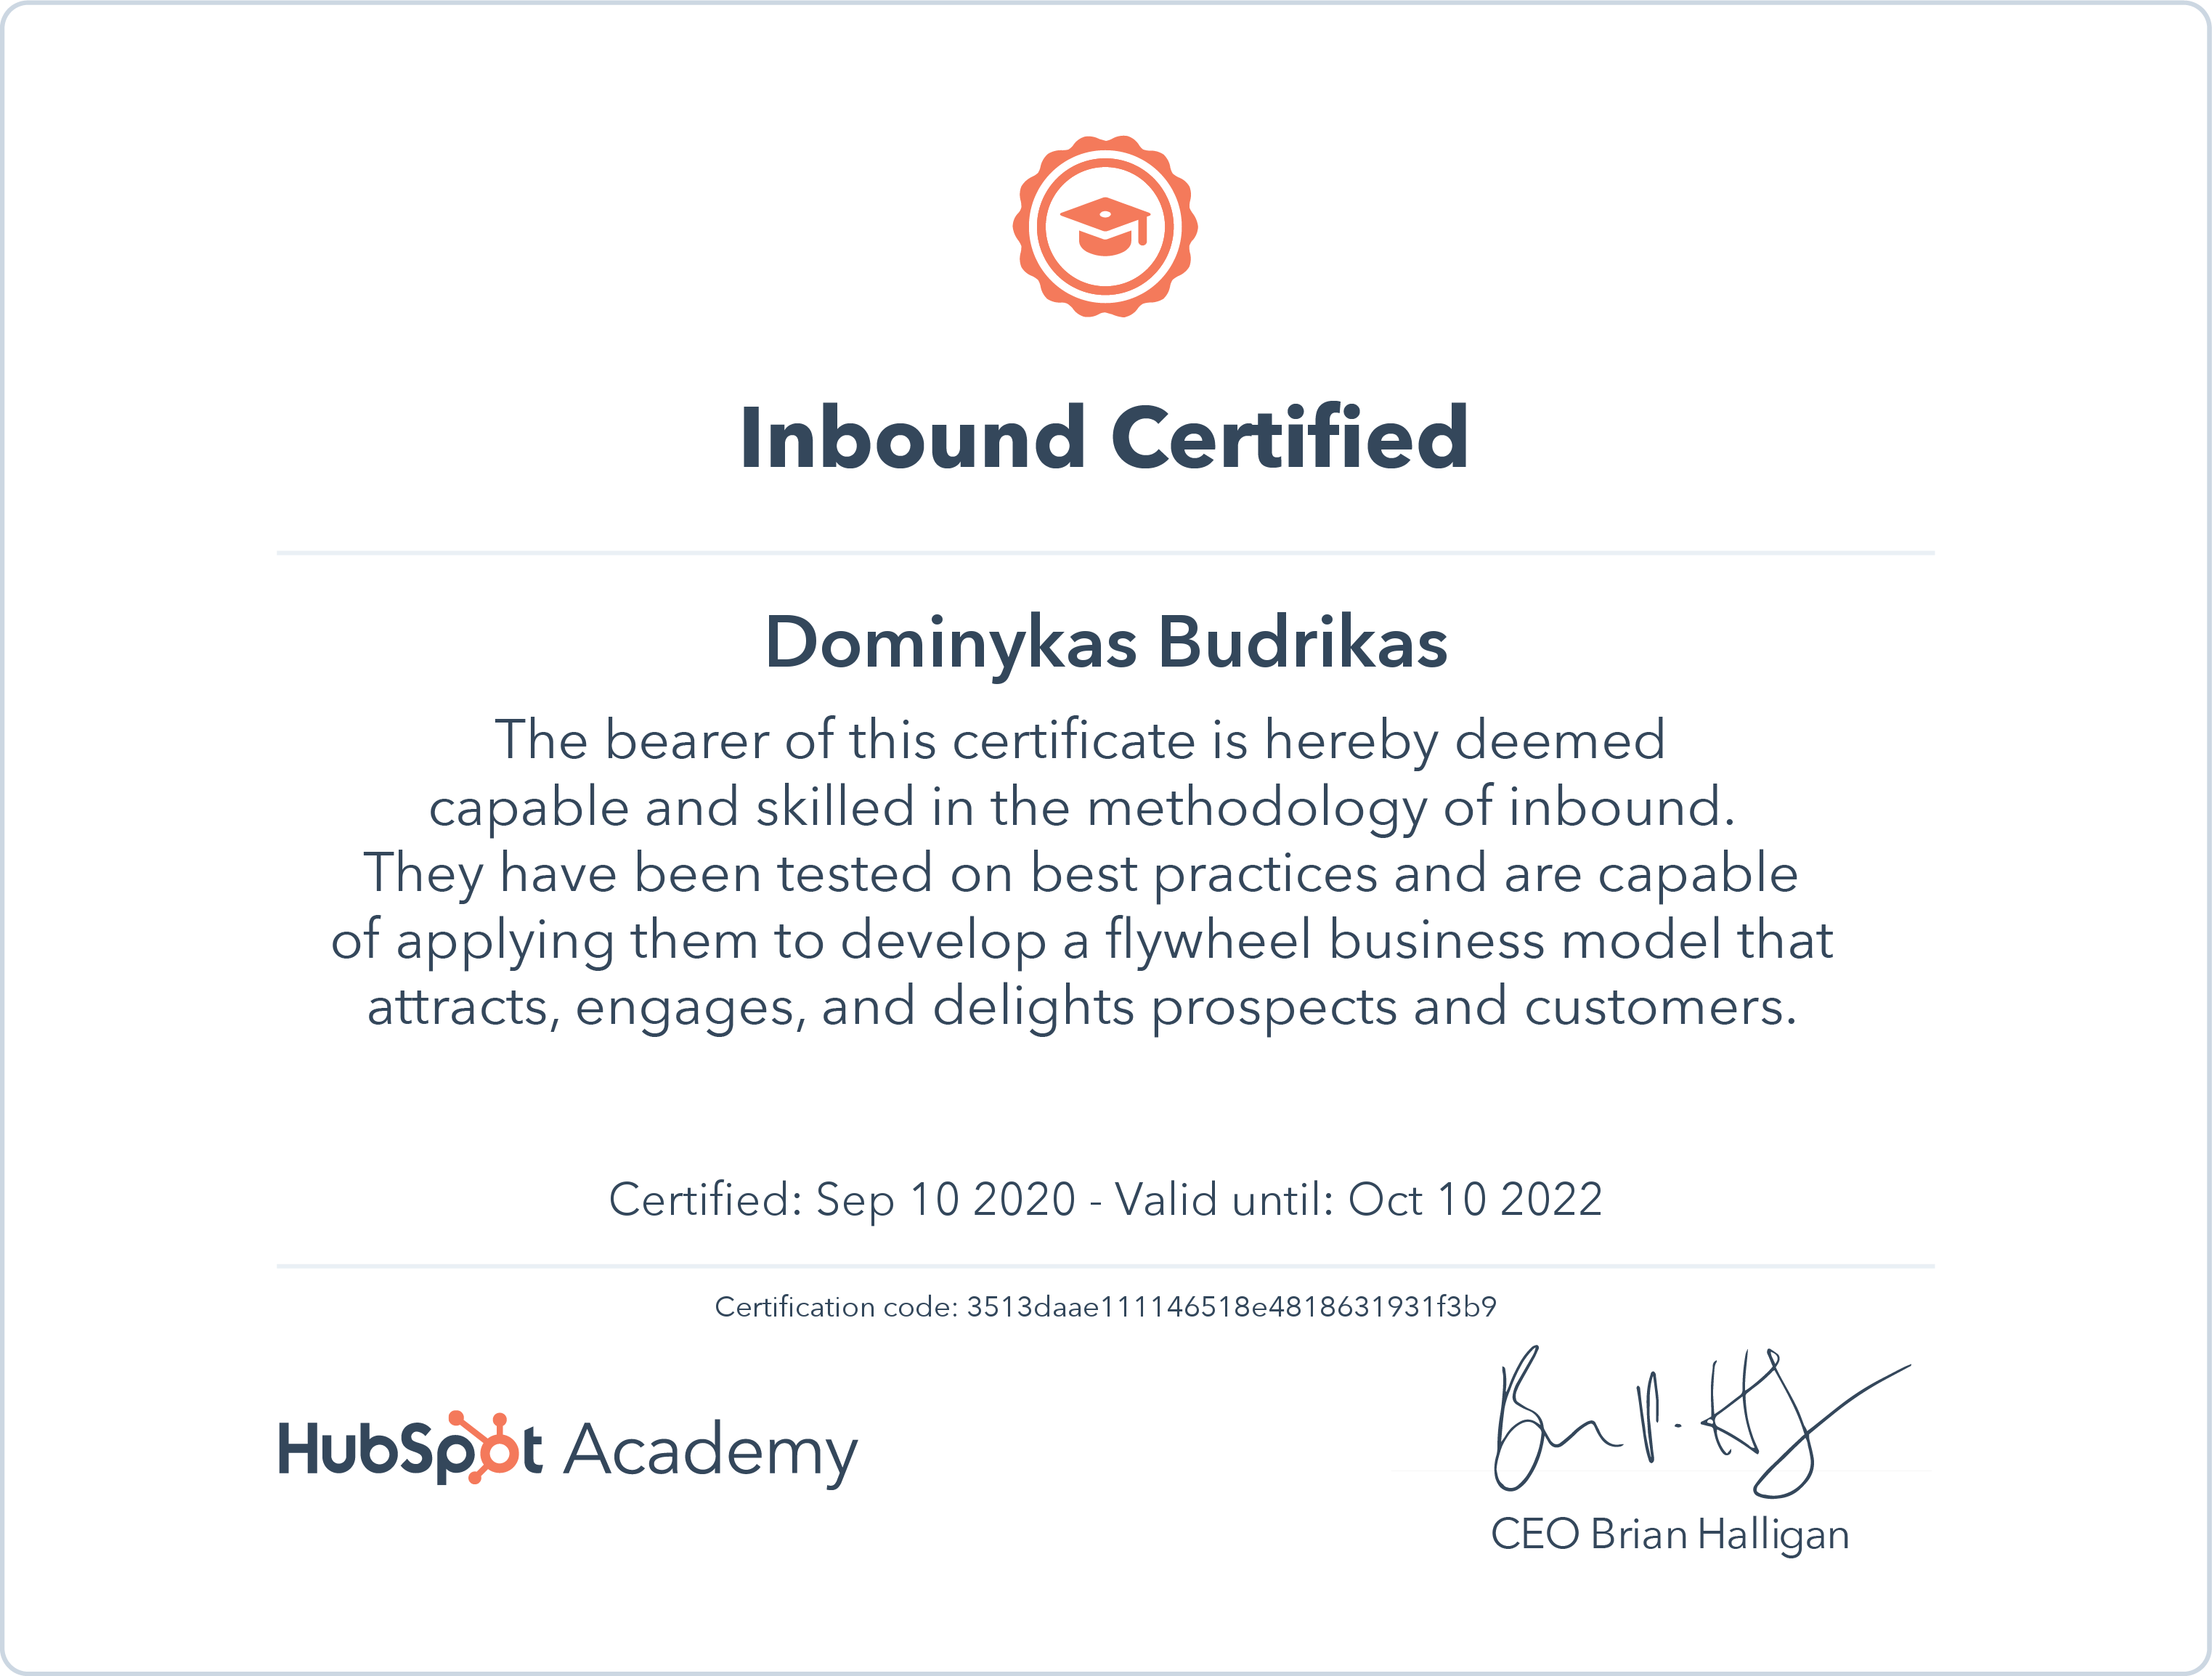 Inbound Certified
Dominykas Budrikas
The bearer of this certificate is hereby deemed
capable and skilled in the methodology of inbound.
They have been tested on best practices and are capable
of applying them to develop a flywheel business model that
attracts, engages, and delights prospects and customers.
Certified: Sep 10 2020 - Valid until: Oct 10 2022
Certification code: 3513daae111146518e4818631931f3b9
HubSpot Academy
CEO Brian Halligan